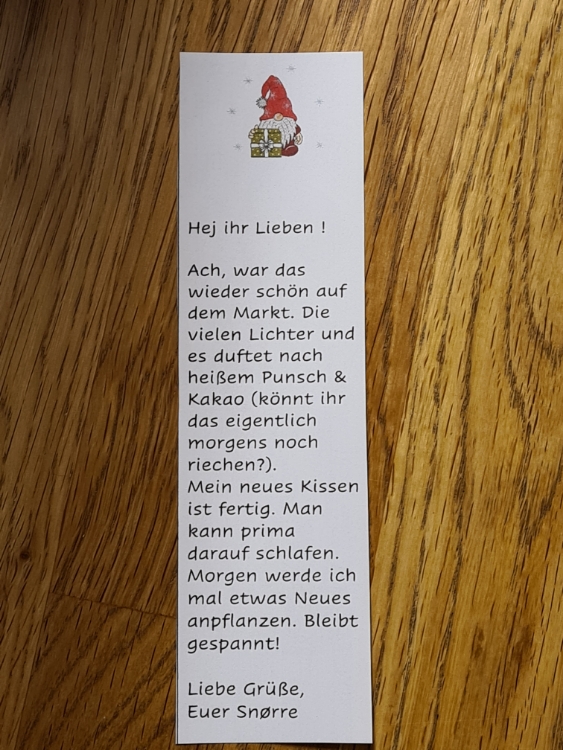 Hej ihr Lieben !
Ach, war das
wieder schön auf
dem Markt. Die
vielen Lichter und
es duftet nach
heißem Punsch &
Kakao (könnt ihr
das eigentlich
morgens noch
riechen?).
Mein neues Kissen
ist fertig. Man
kann prima
darauf schlafen.
Morgen werde ich
mal etwas Neues
anpflanzen. Bleibt
gespannt!
Liebe Grüße,
Euer Snørre